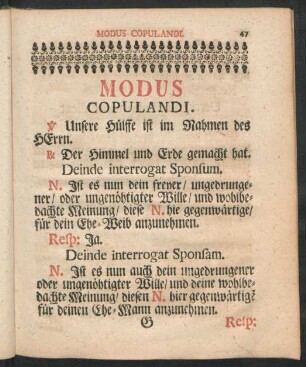 MODUS COPULANDI. 47
MODUS
COPULANDI.
℣ Unsere Hülffe ist im Nahmen des
HErrn.
℟ Der Himmel und Erde gemacht hat.
Deinde interrogat Sponsum.
N. Ist es nun dein freyer/ ungedrunge-
ner/ oder ungenöhtigter Wille/ und wohlbe-
dachte Meinung/ diese N. hie gegenwärtige/
für dein Ehe-Weib anzunehmen.
Resp: Ja.
Deinde interrogat Sponsam.
N. Ist es nun auch dein ungedrungener
oder ungenöhtigter Wille/ und deine wohlbe-
dachte Meinung/ diesen N. hier gegenwärtig͛
für deinen Ehe-Mann anzunehmen.
G Resp: